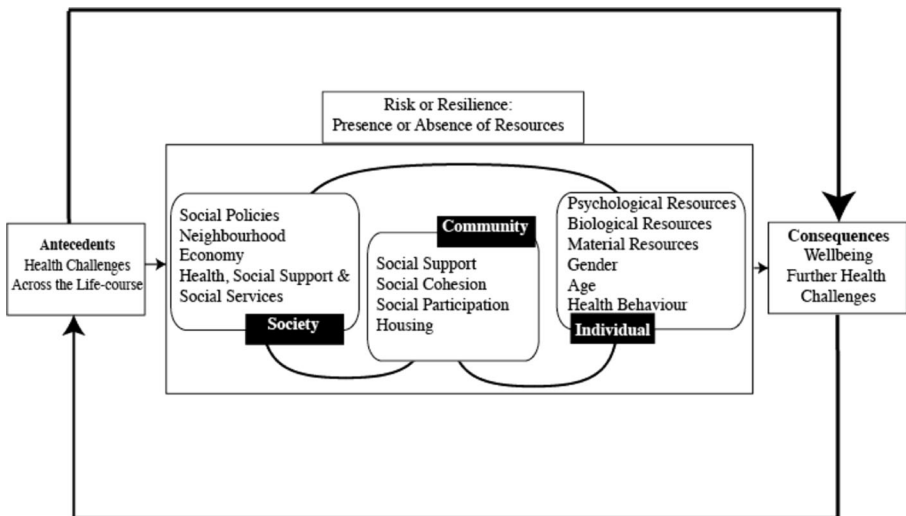 Risk or Resilience:
Presence or Absence of Resources
Antecedents
Health Challenges
Across the Life-course
Social Policies
Neighbourhood
Economy
Health, Social Support &
Social Services
Society
Community
Social Support
Social Cohesion
Social Participation
Housing
Psychological Resources
Biological Resources
Material Resources
Gender
Age
Health Behaviour
Individual
Consequences
Wellbeing
Further Health
Challenges